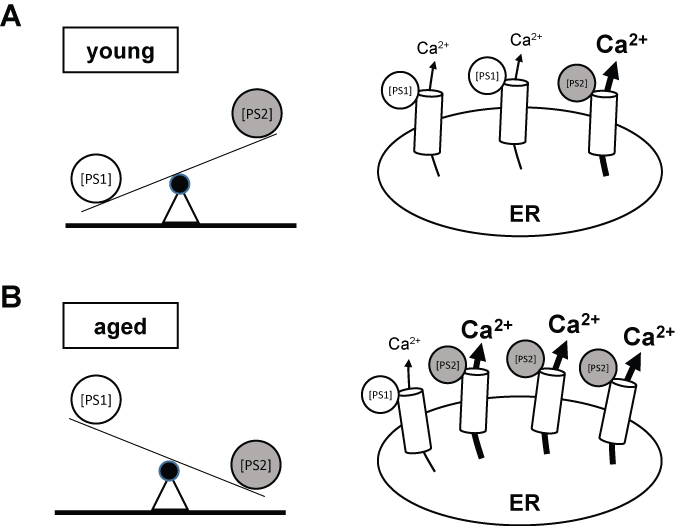 A
young
[PS2]
[PS1]
Ca²⁺
Ca²⁺
Ca²⁺
[PS1]
[PS1]
[PS2]
ER
B
aged
[PS1]
[PS2]
Ca²⁺
Ca²⁺
Ca²⁺
Ca²⁺
[PS1]
[PS2]
[PS2]
[PS2]
ER